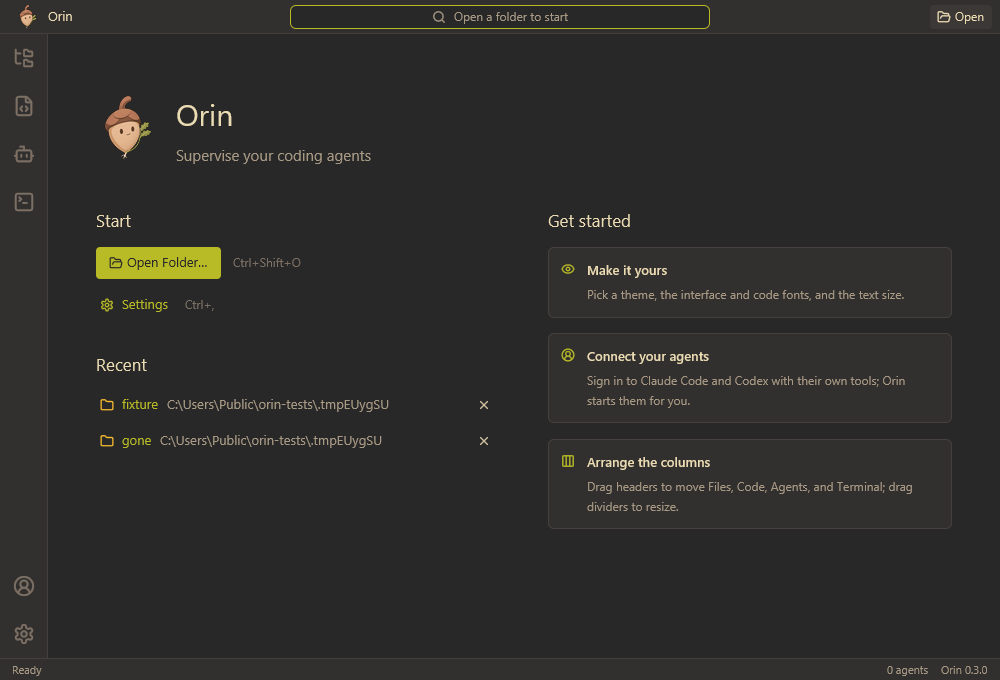 Orin
Open a folder to start
Open
Orin
Supervise your coding agents
Start
Open Folder... Ctrl+Shift+O
Settings Ctrl+,
Recent
fixture C:\Users\Public\orin-tests\.tmpEUygSU
gone C:\Users\Public\orin-tests\.tmpEUygSU
Get started
Make it yours
Pick a theme, the interface and code fonts, and the text size.
Connect your agents
Sign in to Claude Code and Codex with their own tools; Orin
starts them for you.
Arrange the columns
Drag headers to move Files, Code, Agents, and Terminal; drag
dividers to resize.
Ready
0 agents
Orin 0.3.0